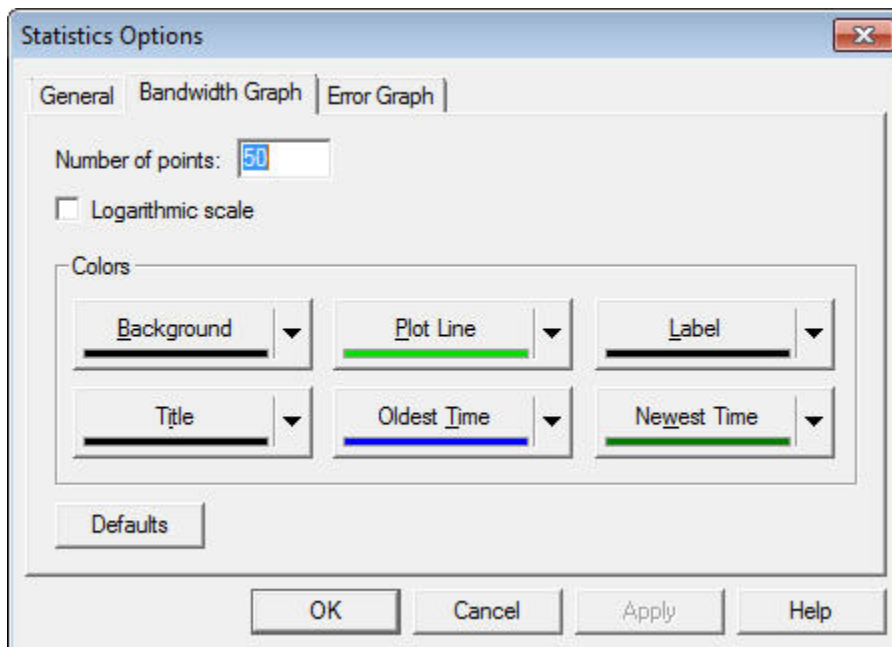 Statistics Options
General Bandwidth Graph Error Graph
Number of points: 50
Logarithmic scale
Colors
Background Plot Line Label
Title Oldest Time Newest Time
Defaults
OK Cancel Apply Help